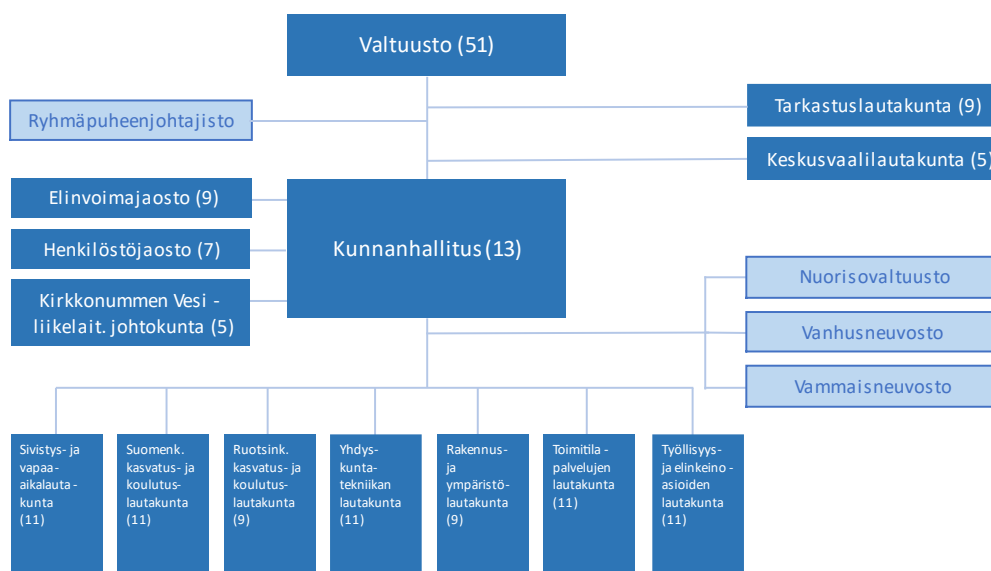 Valtuusto (51)
Ryhmäpuheenjohtajisto
Tarkastuslautakunta (9)
Keskusvaalilautakunta (5)
Elinvoimajaosto (9)
Henkilöstöjaosto (7)
Kirkkonummen Vesi -
liikelait. johtokunta (5)
Kunnanhallitus (13)
Nuorisovaltuusto
Vanhusneuvosto
Vammaisneuvosto
Sivistys- ja
vapaa-
aikalauta -
kunta
(11)
Suomenk.
kasvatus- ja
koulutus-
lautakunta
(11)
Ruotsink.
kasvatus- ja
koulutus-
lautakunta
(9)
Yhdys-
kunta-
tekniikan
lautakunta
(11)
Rakennus-
ja
ympäristö-
lautakunta
(9)
Toimitila -
palvelujen
lautakunta
(11)
Työllisyys-
ja elinkeino -
asioiden
lautakunta
(11)